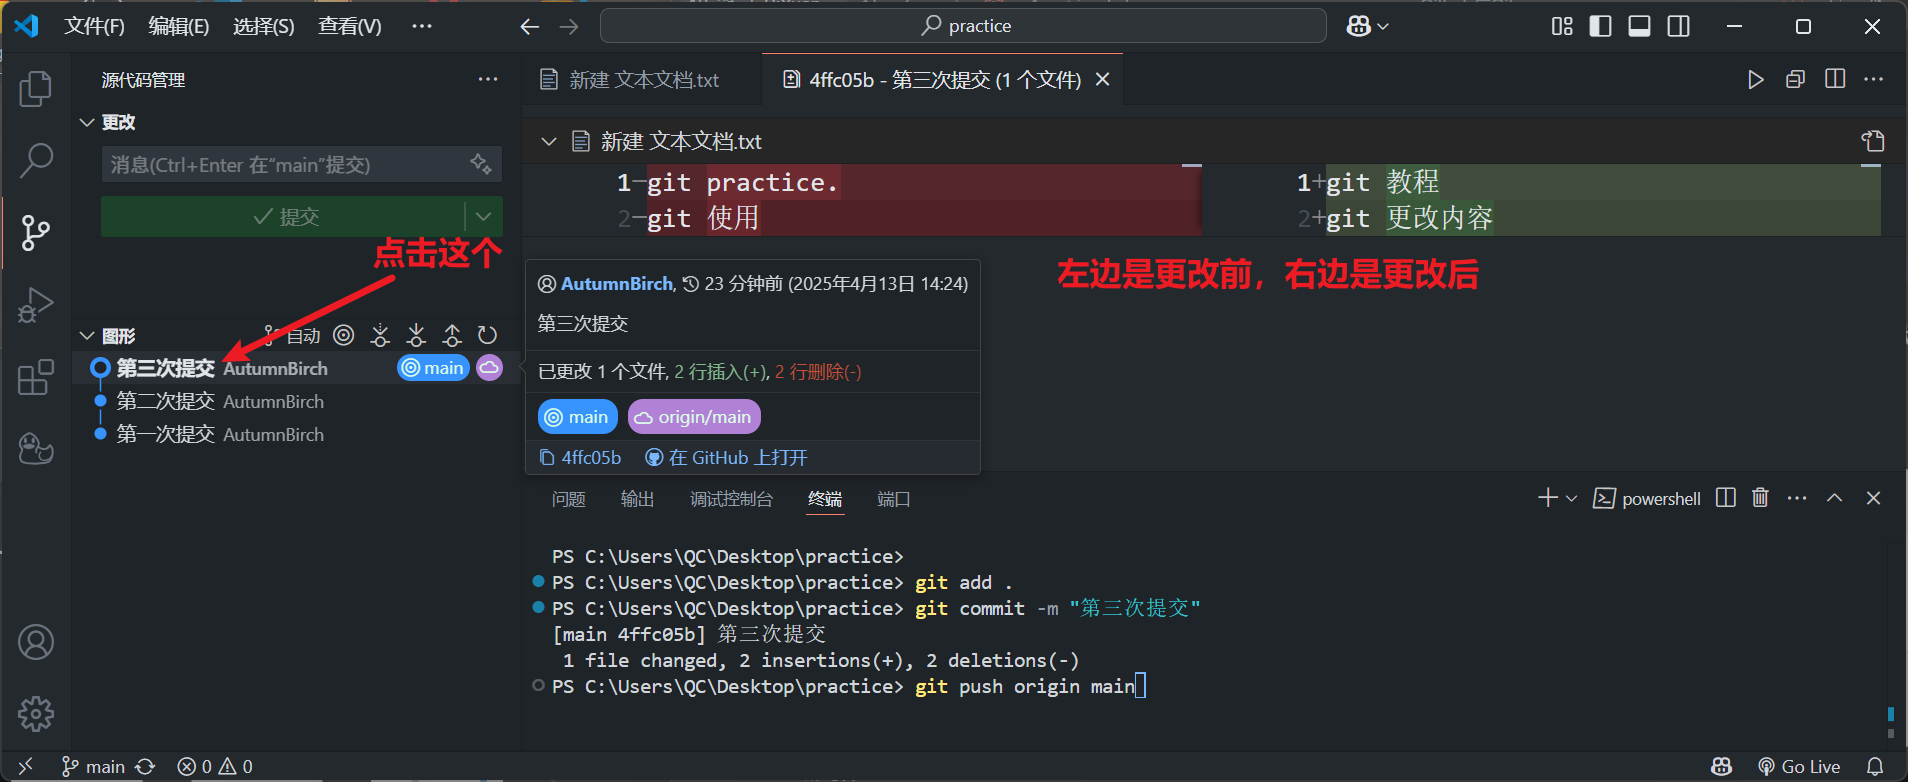 文件(F) 编辑(E) 选择(S) 查看(V) ··· practice
源代码管理
更改
消息(Ctrl+Enter 在“main”提交)
提交
点击这个
图形 自动
第三次提交 AutumnBirch main
第二次提交 AutumnBirch
第一次提交 AutumnBirch
新建 文本文档.txt
4ffc05b - 第三次提交 (1 个文件)
新建 文本文档.txt
1 git practice.
2 git 使用
1+git 教程
2+git 更改内容
左边是更改前，右边是更改后
AutumnBirch, 23 分钟前 (2025年4月13日 14:24)
第三次提交
已更改 1 个文件, 2 行插入(+), 2 行删除(-)
main origin/main
4ffc05b 在 GitHub 上打开
问题 输出 调试控制台 终端 端口 powershell
PS C:\Users\QC\Desktop\practice>
PS C:\Users\QC\Desktop\practice> git add .
PS C:\Users\QC\Desktop\practice> git commit -m "第三次提交"
[main 4ffc05b] 第三次提交
1 file changed, 2 insertions(+), 2 deletions(-)
PS C:\Users\QC\Desktop\practice> git push origin main
main 0 0 Go Live